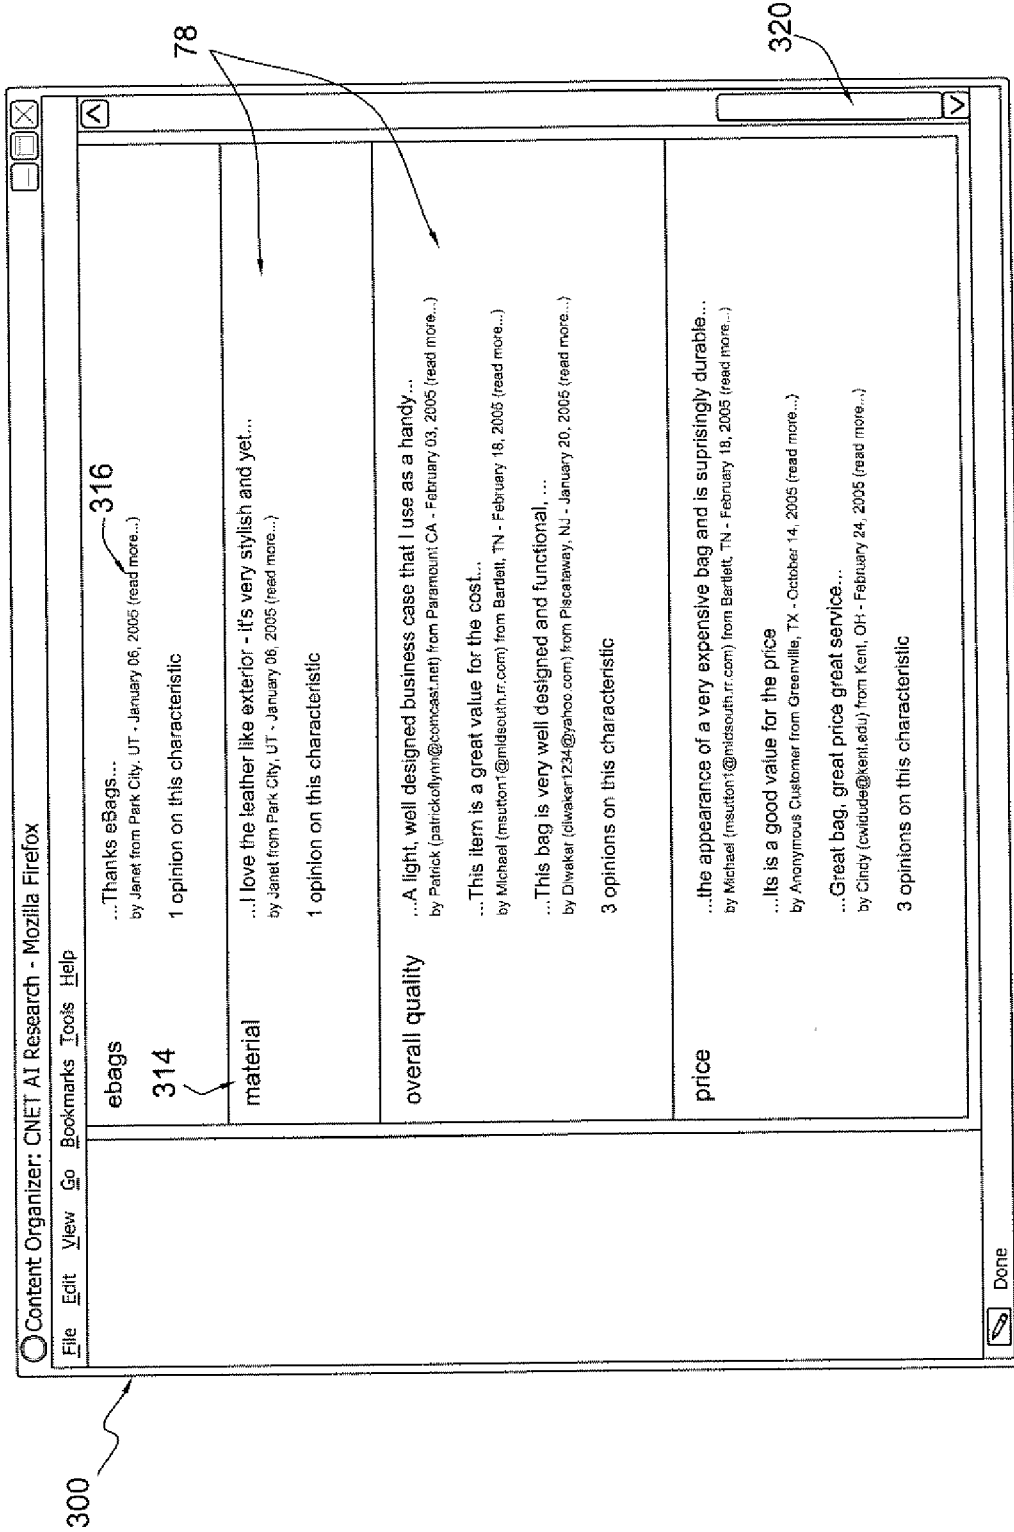 Content Organizer: CNET AI Research - Mozilla Firefox
File Edit View Go Bookmarks Tools Help
ebags
...Thanks eBags...
by Janet from Park City, UT - January 06, 2005 (read more...)
316
1 opinion on this characteristic
314
material
...I love the leather like exterior - it's very stylish and yet...
by Janet from Park City, UT - January 06, 2005 (read more...)
1 opinion on this characteristic
78
overall quality
...A light, well designed business case that I use as a handy...
by Patrick (patrickoflynn@comcast.net) from Paramount CA - February 03, 2005 (read more...)
...This item is a great value for the cost...
by Michael (msutton1@midsouth.rr.com) from Bartlett, TN - February 18, 2005 (read more...)
...This bag is very well designed and functional, ...
by Diwakar (diwakar1234@yahoo.com) from Piscataway, NJ - January 20, 2005 (read more...)
3 opinions on this characteristic
price
...the appearance of a very expensive bag and is suprisingly durable...
by Michael (msutton1@midsouth.rr.com) from Bartlett, TN - February 18, 2005 (read more...)
...Its is a good value for the price
by Anonymous Customer from Greenville, TX - October 14, 2005 (read more...)
...Great bag, great price great service...
by Cindy (cwidude@kent.edu) from Kent, OH - February 24, 2005 (read more...)
3 opinions on this characteristic
320
Done
300